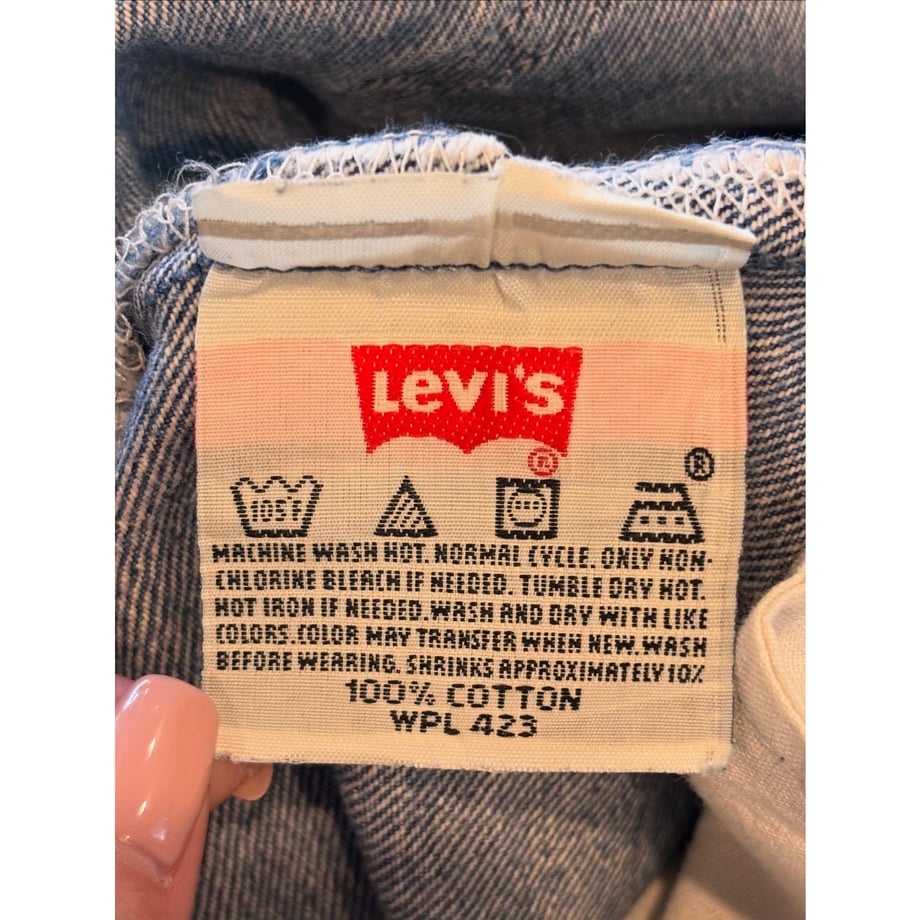 Levi's
®
®
105°F
MACHINE WASH HOT. NORMAL CYCLE. ONLY NON-
CHLORINE BLEACH IF NEEDED. TUMBLE DRY HOT.
HOT IRON IF NEEDED. WASH AND DRY WITH LIKE
COLORS. COLOR MAY TRANSFER WHEN NEW. WASH
BEFORE WEARING. SHRINKS APPROXIMATELY 10%
100% COTTON
WPL 423